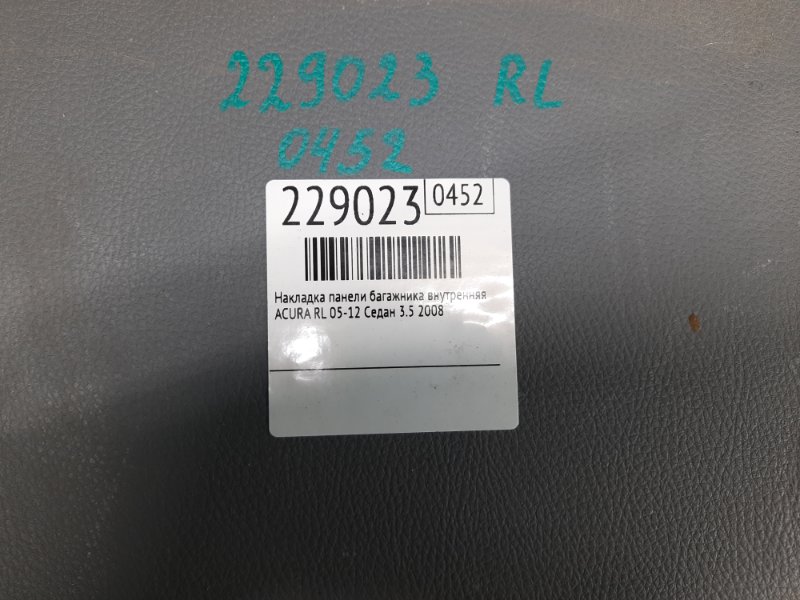 229023 RL
0452
229023 0452
Накладка панели багажника внутренняя
ACURA RL 05-12 Седан 3.5 2008